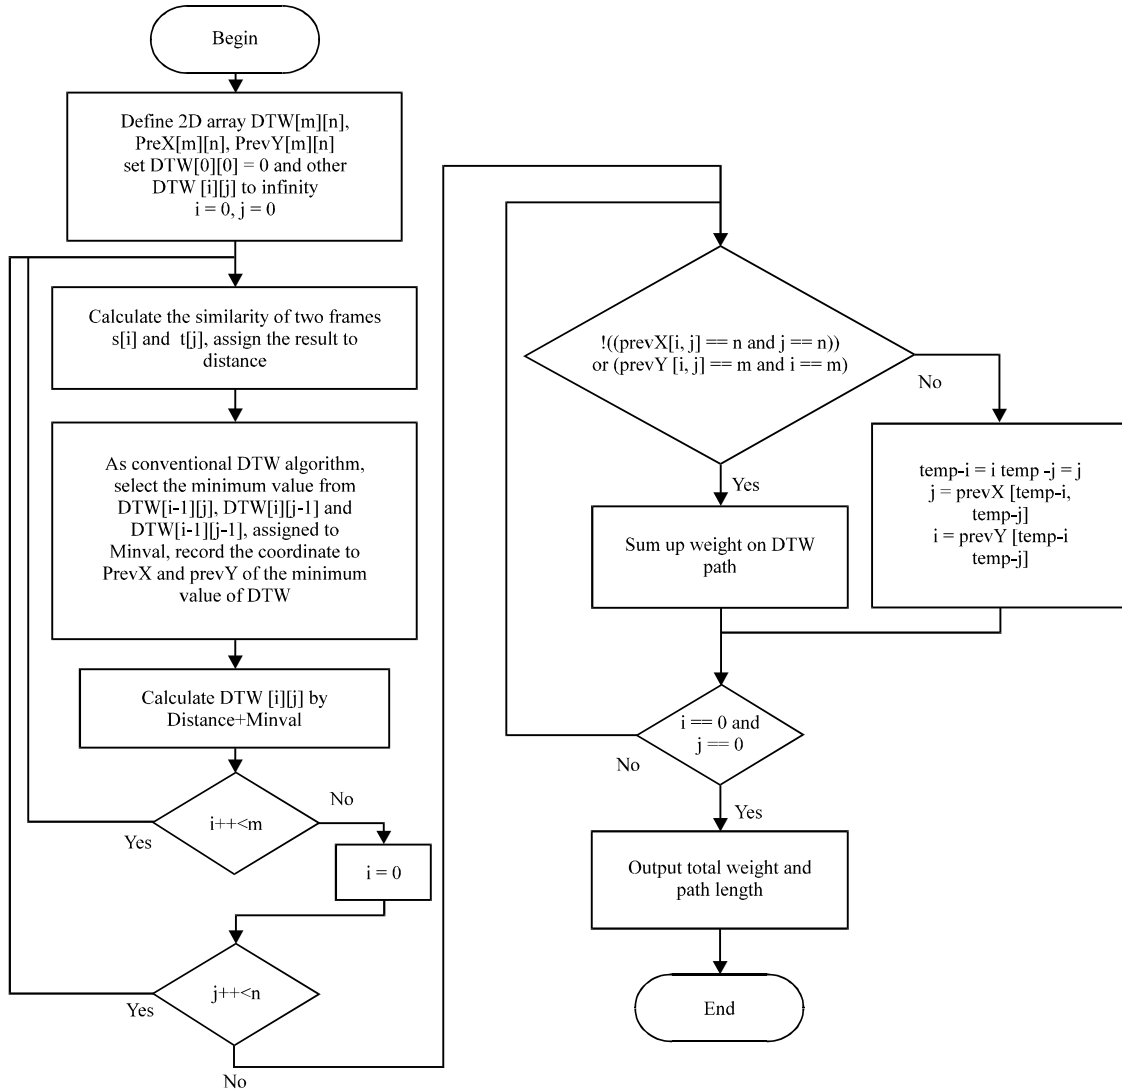 Begin
Define 2D array DTW[m][n],
PreX[m][n], PrevY[m][n]
set DTW[0][0] = 0 and other
DTW [i][j] to infinity
i = 0, j = 0
Calculate the similarity of two frames
s[i] and t[j], assign the result to
distance
As conventional DTW algorithm,
select the minimum value from
DTW[i-1][j], DTW[i][j-1] and
DTW[i-1][j-1], assigned to
Minval, record the coordinate to
PrevX and prevY of the minimum
value of DTW
Calculate DTW [i][j] by
Distance+Minval
i++<m
Yes
No
i = 0
j++<n
Yes
No
!((prevX[i, j] == n and j == n))
or (prevY [i, j] == m and i == m)
No
Yes
temp-i = i temp -j = j
j = prevX [temp-i,
temp-j]
i = prevY [temp-i
temp-j]
Sum up weight on DTW
path
i == 0 and
j == 0
No
Yes
Output total weight and
path length
End